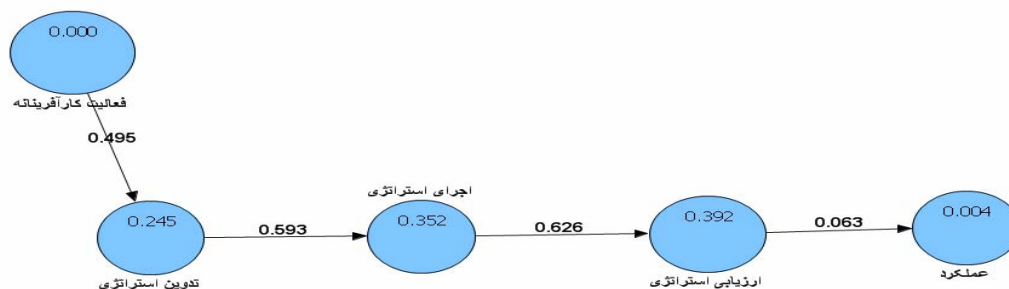 0.000
فعالیت کارآفرینانه
0.495
0.245
تدوین استراتژی
0.593
اجرای استراتژی
0.352
0.626
0.392
ارزیابی استراتژی
0.063
0.004
عملکرد